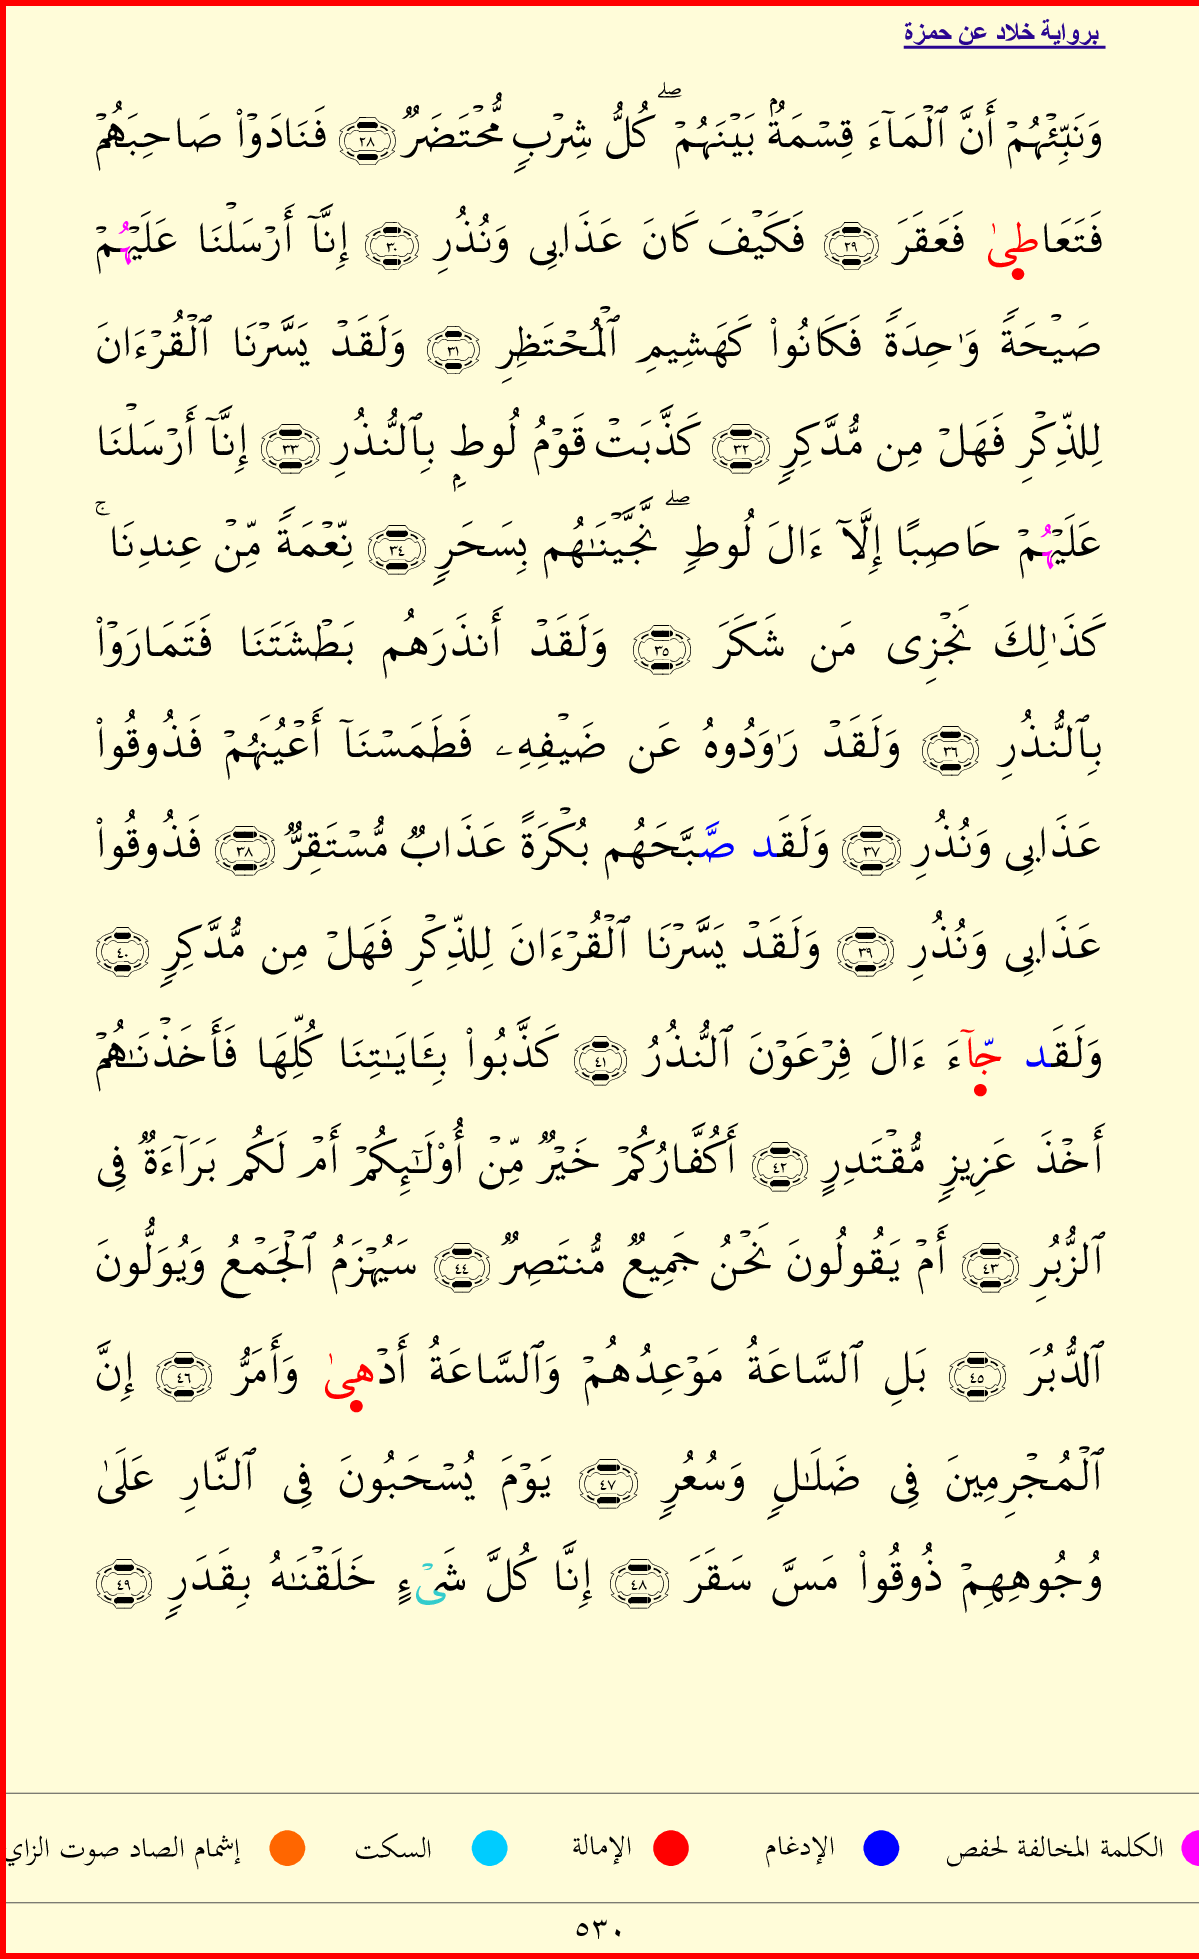 برواية خلاد عن حمزة
وَنَبِّئۡهُمۡ أَنَّ ٱلۡمَآءَ قِسۡمَةُۢ بَيۡنَهُمۡۖ كُلُّ شِرۡبٖ مُّحۡتَضَرٞ ٢٨ فَنَادَوۡاْ صَاحِبَهُمۡ
فَتَعَاطِىٰ فَعَقَرَ ٢٩ فَكَيۡفَ كَانَ عَذَابِى وَنُذُرِ ٣٠ إِنَّآ أَرۡسَلۡنَا عَلَيۡهُمۡ
صَيۡحَةٗ وَٰحِدَةٗ فَكَانُواْ كَهَشِيمِ ٱلۡمُحۡتَظِرِ ٣١ وَلَقَدۡ يَسَّرۡنَا ٱلۡقُرۡءَانَ
لِلذِّكۡرِ فَهَلۡ مِن مُّدَّكِرٖ ٣٢ كَذَّبَتۡ قَوۡمُ لُوطِۭ بِٱلنُّذُرِ ٣٣ إِنَّآ أَرۡسَلۡنَا
عَلَيۡهُمۡ حَاصِبًا إِلَّآ ءَالَ لُوطٖۖ نَّجَّيۡنَٰهُم بِسَحَرٖ ٣٤ نِّعۡمَةٗ مِّنۡ عِندِنَاۚ
كَذَٰلِكَ نَجۡزِى مَن شَكَرَ ٣٥ وَلَقَدۡ أَنذَرَهُم بَطۡشَتَنَا فَتَمَارَوۡاْ
بِٱلنُّذُرِ ٣٦ وَلَقَدۡ رَٰوَدُوهُ عَن ضَيۡفِهِۦ فَطَمَسۡنَآ أَعۡيُنَهُمۡ فَذُوقُواْ
عَذَابِى وَنُذُرِ ٣٧ وَلَقَد صَّبَّحَهُم بُكۡرَةً عَذَابٞ مُّسۡتَقِرّٞ ٣٨ فَذُوقُواْ
عَذَابِى وَنُذُرِ ٣٩ وَلَقَدۡ يَسَّرۡنَا ٱلۡقُرۡءَانَ لِلذِّكۡرِ فَهَلۡ مِن مُّدَّكِرٖ ٤٠
وَلَقَد جِّآءَ ءَالَ فِرۡعَوۡنَ ٱلنُّذُرُ ٤١ كَذَّبُواْ بِـَٔايَٰتِنَا كُلِّهَا فَأَخَذۡنَٰهُمۡ
أَخۡذَ عَزِيزٖ مُّقۡتَدِرٍ ٤٢ أَكُفَّارُكُمۡ خَيۡرٞ مِّنۡ أُوْلَٰٓئِكُمۡ أَمۡ لَكُم بَرَآءَةٞ فِى
ٱلزُّبُرِ ٤٣ أَمۡ يَقُولُونَ نَحۡنُ جَمِيعٞ مُّنتَصِرٞ ٤٤ سَيُهۡزَمُ ٱلۡجَمۡعُ وَيُوَلُّونَ
ٱلدُّبُرَ ٤٥ بَلِ ٱلسَّاعَةُ مَوۡعِدُهُمۡ وَٱلسَّاعَةُ أَدۡهِىٰ وَأَمَرُّ ٤٦ إِنَّ
ٱلۡمُجۡرِمِينَ فِى ضَلَٰلٖ وَسُعُرٖ ٤٧ يَوۡمَ يُسۡحَبُونَ فِى ٱلنَّارِ عَلَىٰ
وُجُوهِهِمۡ ذُوقُواْ مَسَّ سَقَرَ ٤٨ إِنَّا كُلَّ شَىۡءٍ خَلَقۡنَٰهُ بِقَدَرٖ ٤٩
الكلمة المخالفة لحفص الإدغام الإمالة السكت إشمام الصاد صوت الزاي
٥٣٠